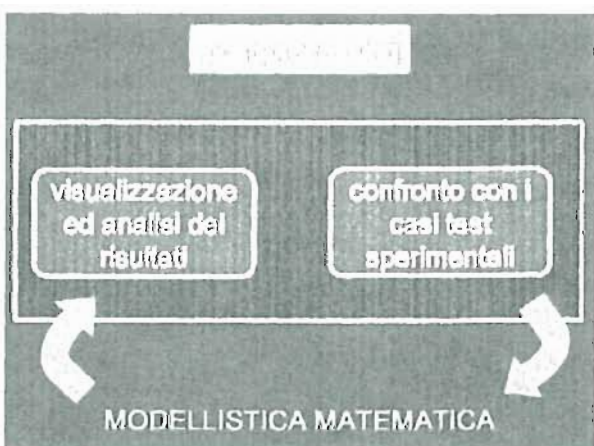 visualizzazione
ed analisi dei
risultati
confronto con i
casi test
sperimentali
MODELLISTICA MATEMATICA